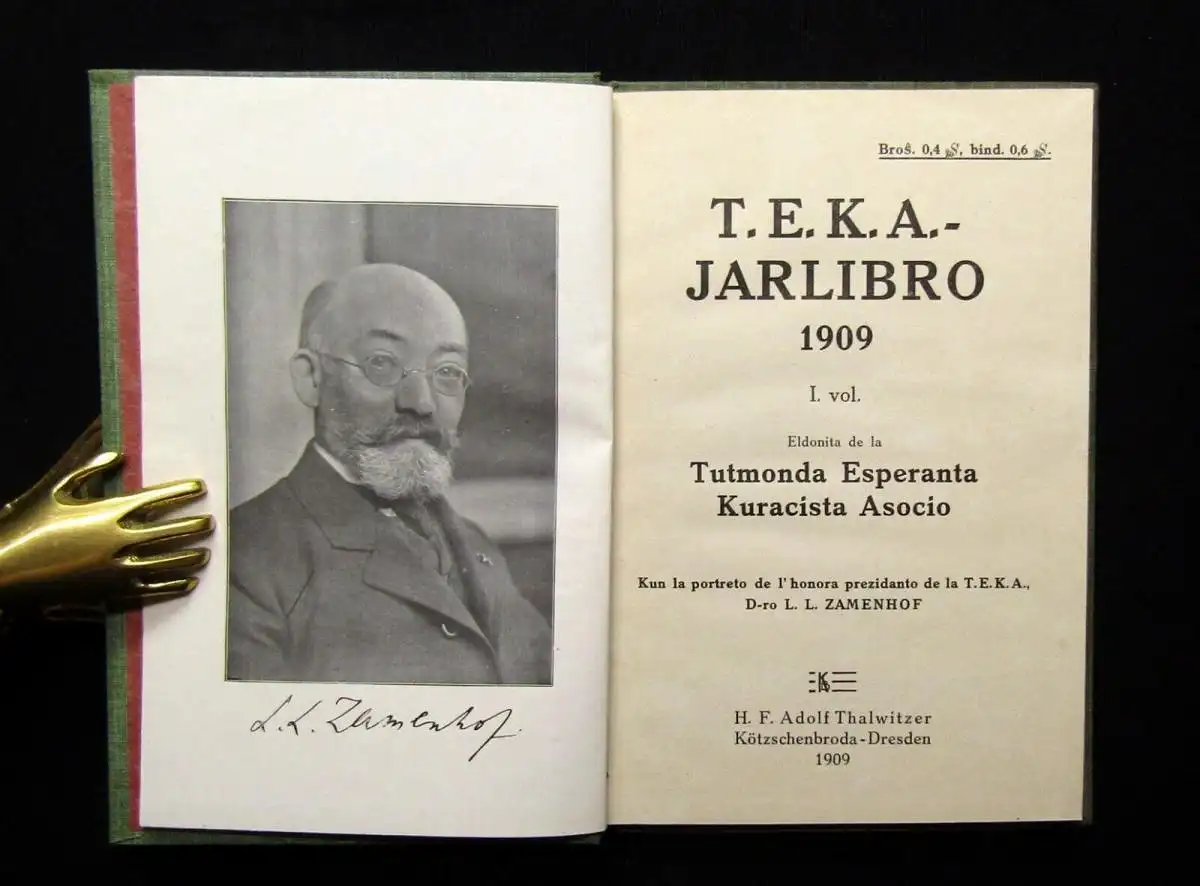 L. L. Zamenhof.
Broŝ. 0,4 , bind. 0,6 .
T. E. K. A.-
JARLIBRO
1909
I. vol.
Eldonita de la
Tutmonda Esperanta
Kuracista Asocio
Kun la portreto de l' honora prezidanto de la T. E. K. A.,
D-ro L. L. ZAMENHOF
H. F. Adolf Thalwitzer
Kötzschenbroda-Dresden
1909